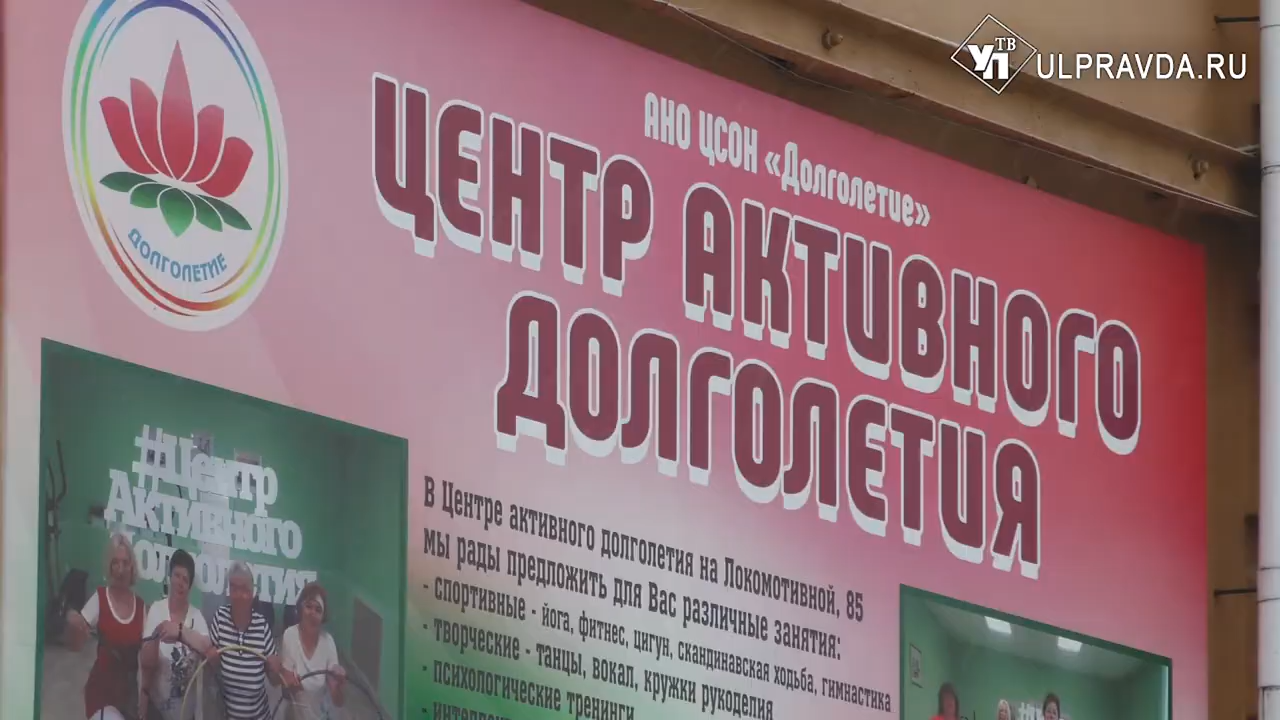 УП ТВ
ULPRAVDA.RU
ДОЛГОЛЕТИЕ
АНО ЦСОН «Долголетие»
ЦЕНТР АКТИВНОГО
ДОЛГОЛЕТИЯ
#Центр
Активного
Долголетия
В Центре активного долголетия на Локомотивной, 85
мы рады предложить для Вас различные занятия:
- спортивные - йога, фитнес, цигун, скандинавская ходьба, гимнастика
- творческие - танцы, вокал, кружки рукоделия
- психологические тренинги